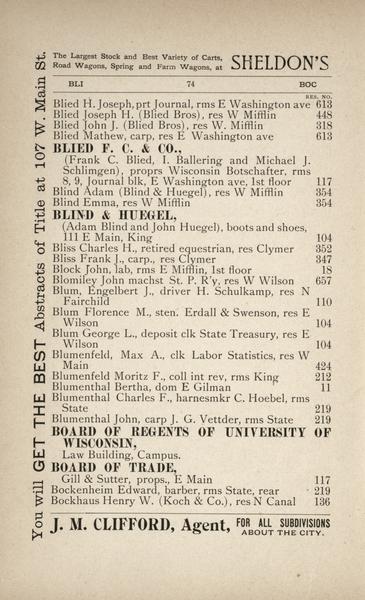 The Largest Stock and Best Variety of Carts,
Road Wagons, Spring and Farm Wagons, at SHELDON'S
BLI 74 BOC
RES. NO.
Blied H. Joseph, prt Journal, rms E Washington ave 613
Blied Joseph H. (Blied Bros), res W Mifflin 448
Blied John J. (Blied Bros), res W. Mifflin 318
Blied Mathew, carp, res E Washington ave 613
BLIED F. C. & CO.,
(Frank C. Blied, I. Ballering and Michael J.
Schlimgen), proprs Wisconsin Botschafter, rms
8, 9, Journal blk, E Washington ave, 1st floor 117
Blind Adam (Blind & Huegel), res W Mifflin 354
Blind Emma, res W Mifflin 354
BLIND & HUEGEL,
(Adam Blind and John Huegel), boots and shoes,
111 E Main, King 104
Bliss Charles H., retired equestrian, res Clymer 352
Bliss Frank J., carp., res Clymer 347
Block John, lab, rms E Mifflin, 1st floor 18
Blomiley John machst St. P. R'y, res W Wilson 657
Blum, Engelbert J., driver H. Schulkamp, res N
Fairchild 110
Blum Florence M., sten. Erdall & Swenson, res E
Wilson 104
Blum George L., deposit clk State Treasury, res E
Wilson 104
Blumenfeld, Max A., clk Labor Statistics, res W
Main 424
Blumenfeld Moritz F., coll int rev, rms King 212
Blumenthal Bertha, dom E Gilman 11
Blumenthal Charles F., harnesmkr C. Hoebel, rms
State 219
Blumenthal John, carp J. G. Vettder, rms State 219
BOARD OF REGENTS OF UNIVERSITY OF
WISCONSIN,
Law Building, Campus.
BOARD OF TRADE,
Gill & Sutter, props., E Main 117
Bockenheim Edward, barber, rms State, rear 219
Bockhaus Henry W. (Koch & Co.), res N Canal 136
J. M. CLIFFORD, Agent, FOR ALL SUBDIVISIONS
ABOUT THE CITY.
You will GET THE BEST Abstracts of Title at 107 W. Main St.